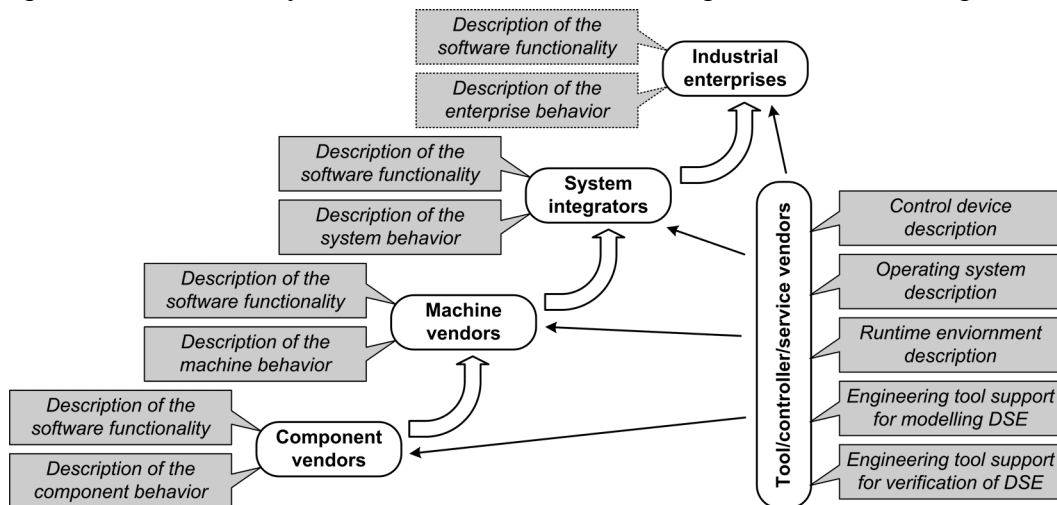 Description of the
software functionality
Industrial
enterprises
Description of the
enterprise behavior
Description of the
software functionality
System
integrators
Description of the
system behavior
Control device
description
Description of the
software functionality
Machine
vendors
Operating system
description
Description of the
machine behavior
Runtime enviornment
description
Tool/controller/service vendors
Description of the
software functionality
Component
vendors
Engineering tool support
for modelling DSE
Description of the
component behavior
Engineering tool support
for verification of DSE